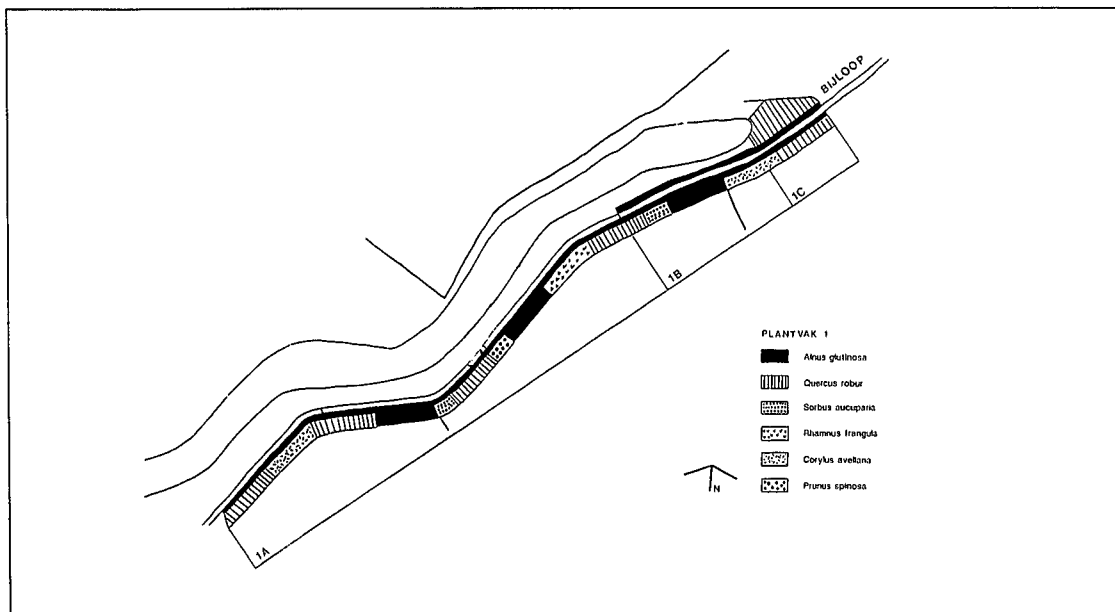 BIJLOOP
1C
1B
1A
PLANTVAK 1
Alnus glutinosa
Quercus robur
Sorbus aucuparia
Rhamnus frangula
Corylus avellana
Prunus spinosa
N